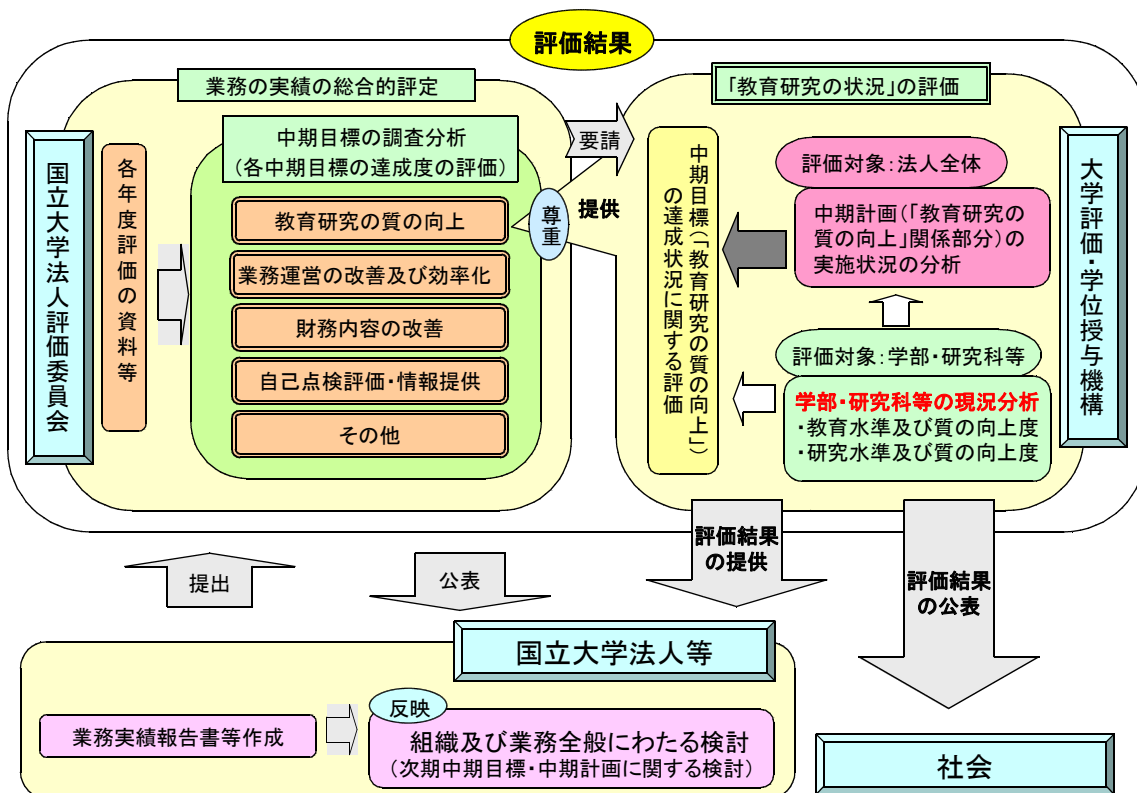 評価結果
業務の実績の総合的評定
「教育研究の状況」の評価
国立大学法人評価委員会
各年度評価の資料等
中期目標の調査分析
(各中期目標の達成度の評価)
教育研究の質の向上
業務運営の改善及び効率化
財務内容の改善
自己点検評価・情報提供
その他
要請
尊重
提供
中期目標(「教育研究の質の向上」)
の達成状況に関する評価
評価対象:法人全体
中期計画(「教育研究の
質の向上」関係部分)の
実施状況の分析
評価対象:学部・研究科等
学部・研究科等の現況分析
・教育水準及び質の向上度
・研究水準及び質の向上度
大学評価・学位授与機構
提出
公表
評価結果
の提供
評価結果
の公表
国立大学法人等
業務実績報告書等作成
反映
組織及び業務全般にわたる検討
(次期中期目標・中期計画に関する検討)
社会